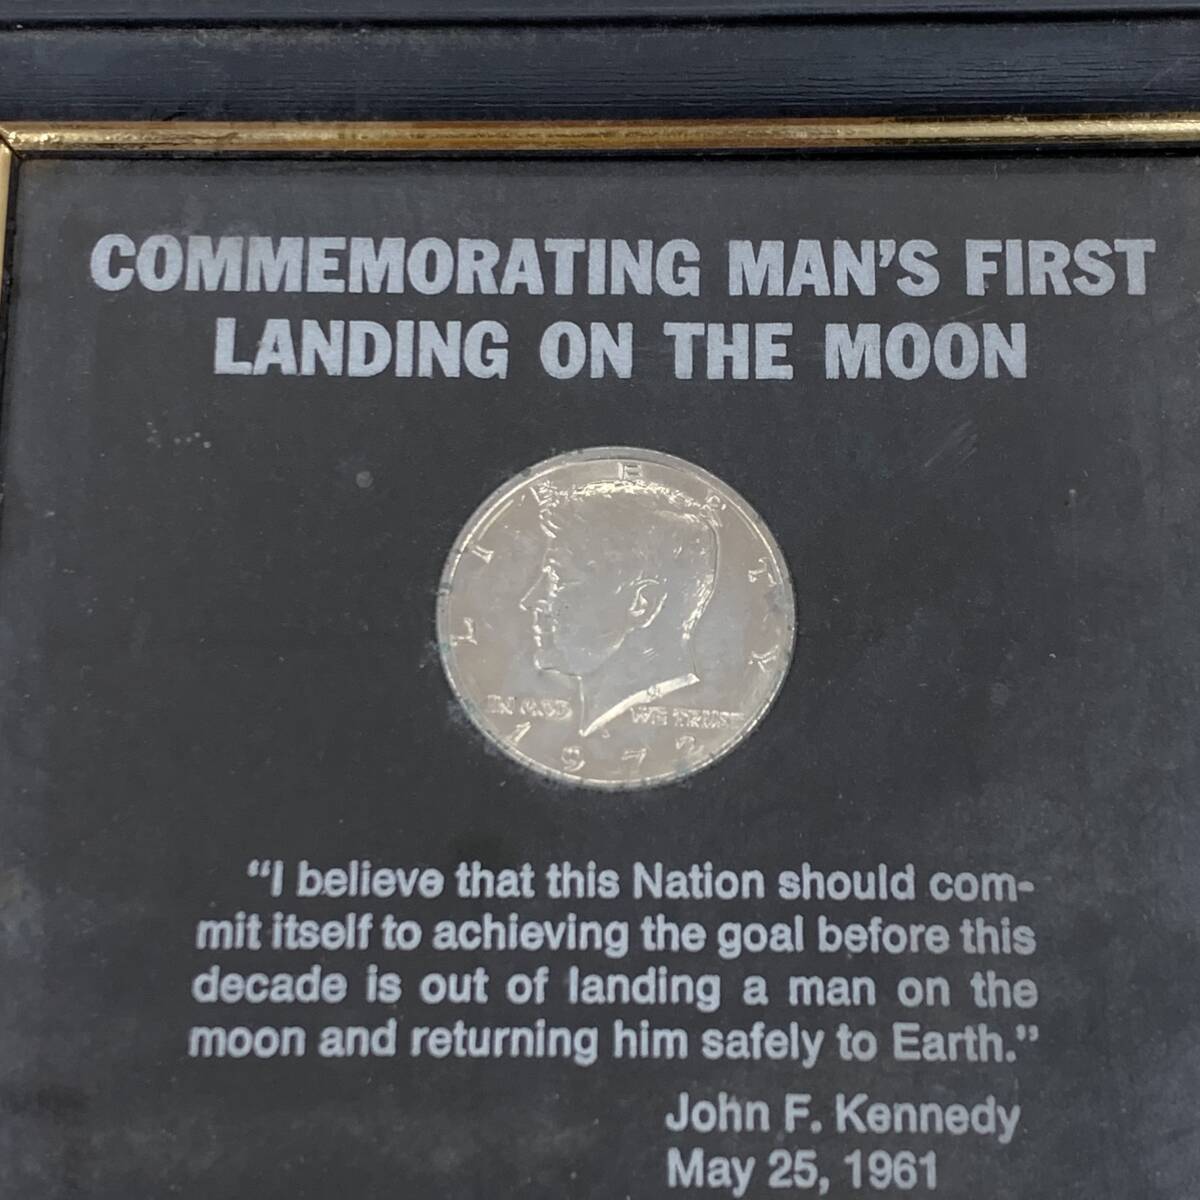 COMMEMORATING MAN'S FIRST
LANDING ON THE MOON
LIBERTY
IN GOD WE TRUST
1972
“I believe that this Nation should com-
mit itself to achieving the goal before this
decade is out of landing a man on the
moon and returning him safely to Earth.”
John F. Kennedy
May 25, 1961